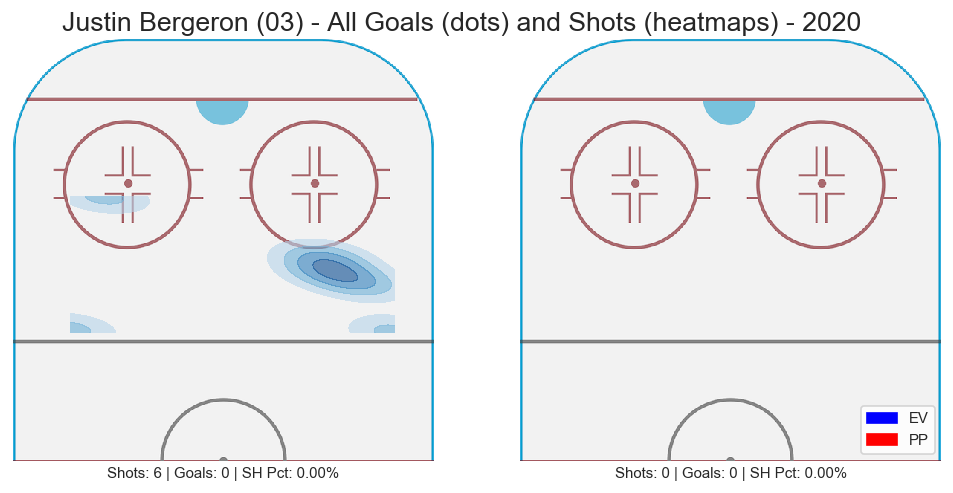 Justin Bergeron (03) - All Goals (dots) and Shots (heatmaps) - 2020
EV
PP
Shots: 6 | Goals: 0 | SH Pct: 0.00%
Shots: 0 | Goals: 0 | SH Pct: 0.00%